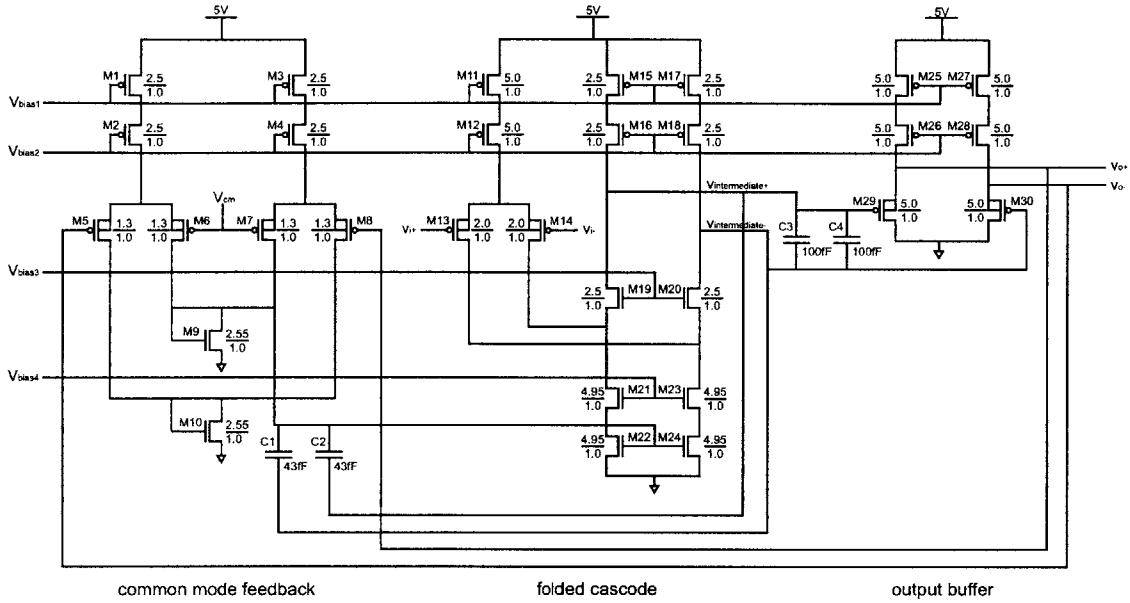 5V 5V 5V
M1 2.5 1.0 M3 2.5 1.0 M11 5.0 1.0 2.5 1.0 M15 M17 2.5 1.0 5.0 1.0 M25 M27 5.0 1.0
Vbias1
M2 2.5 1.0 M4 2.5 1.0 M12 5.0 1.0 2.5 1.0 M16 M18 2.5 1.0 5.0 1.0 M26 M28 5.0 1.0
Vbias2
Vo+
Vo-
Vcm
Vintermediate+
M5 1.3 1.0 1.3 1.0 M6 M7 1.3 1.0 1.3 1.0 M8 M13 2.0 1.0 2.0 1.0 M14 M29 5.0 1.0 5.0 1.0 M30
Vi+ Vi-
Vintermediate-
C3 100fF C4 100fF
Vbias3
2.5 1.0 M19 M20 2.5 1.0
M9 2.55 1.0
Vbias4
4.95 1.0 M21 M23 4.95 1.0
M10 2.55 1.0
C1 43fF C2 43fF
4.95 1.0 M22 M24 4.95 1.0
common mode feedback folded cascode output buffer